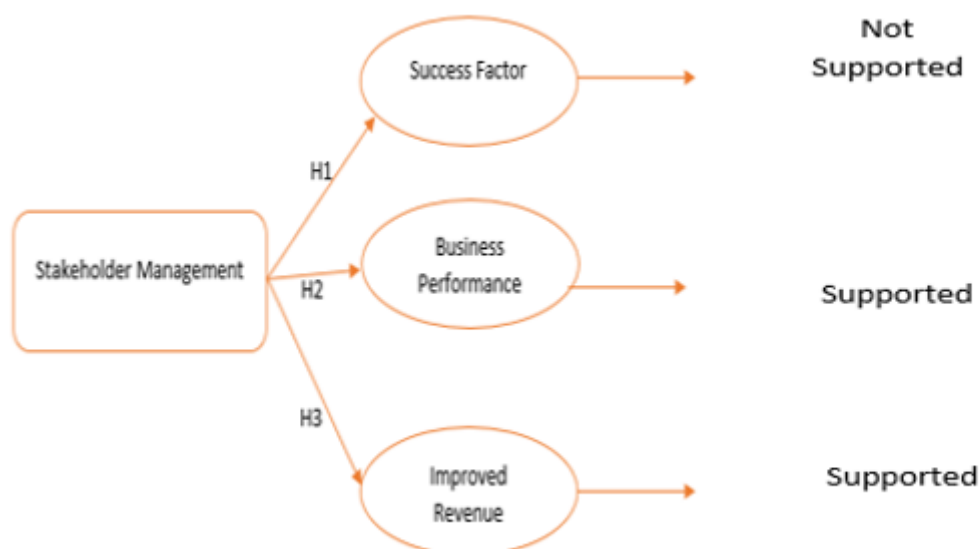 Not
Supported
Success Factor
H1
Stakeholder Management
Business
Performance
H2
Supported
H3
Improved
Revenue
Supported